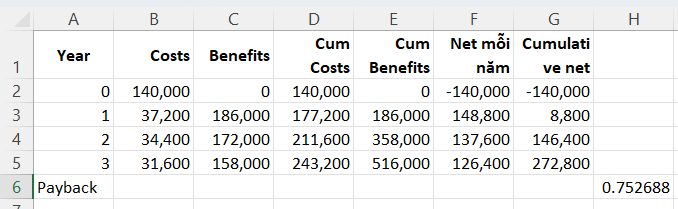 A B C D E F G H
1 Year Costs Benefits Cum Costs Cum Benefits Net mỗi năm Cumulati ve net
2 0 140,000 0 140,000 0 -140,000 -140,000
3 1 37,200 186,000 177,200 186,000 148,800 8,800
4 2 34,400 172,000 211,600 358,000 137,600 146,400
5 3 31,600 158,000 243,200 516,000 126,400 272,800
6 Payback 0.752688